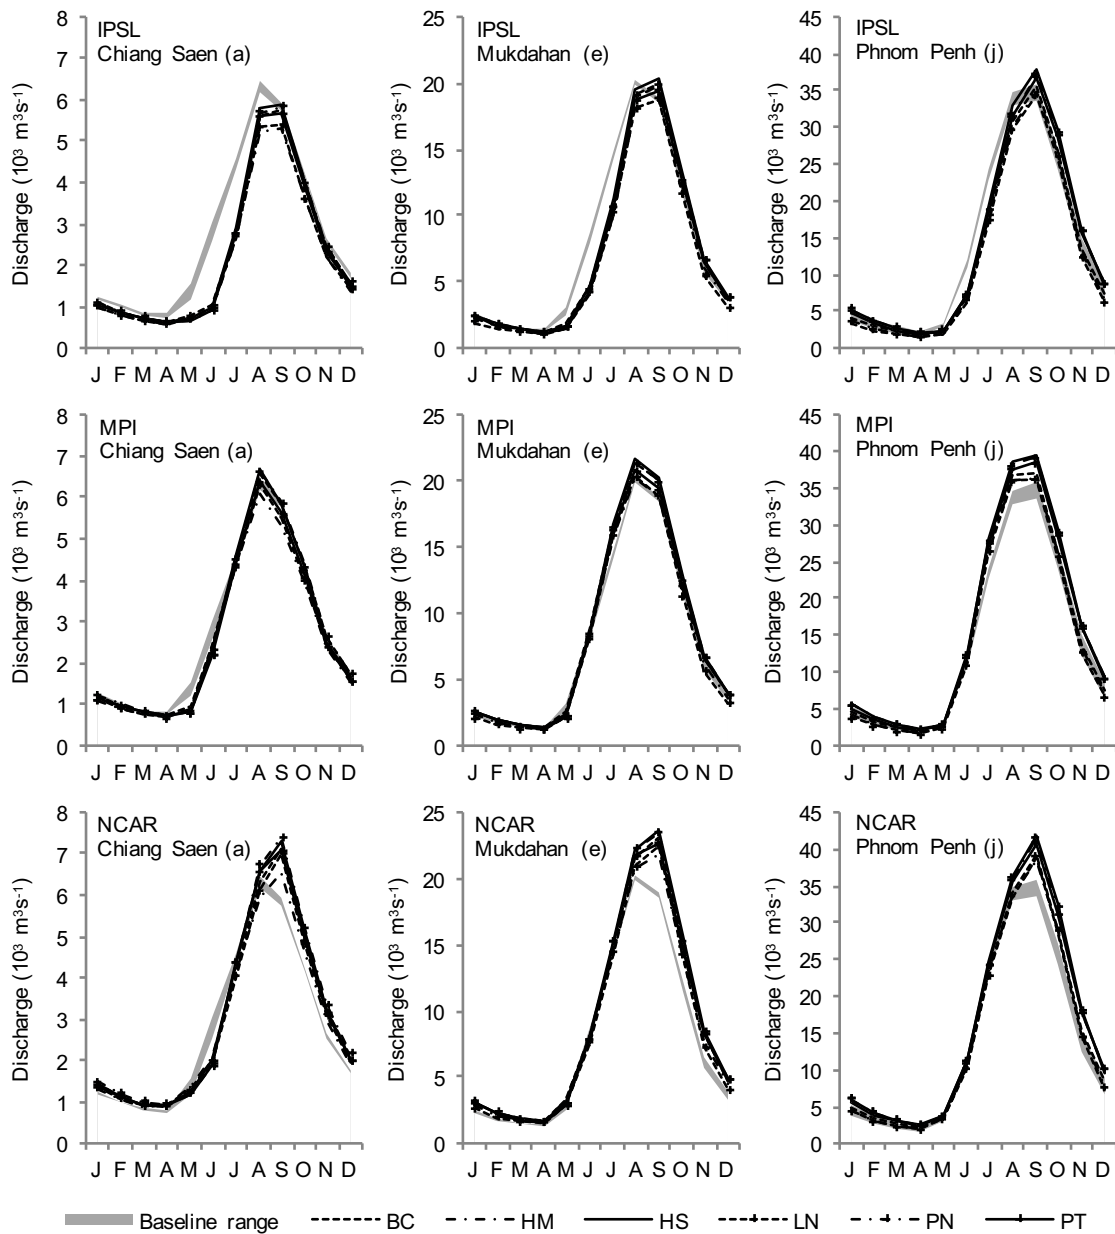 IPSL
Chiang Saen (a)
Discharge (10³ m³s⁻¹)
8
7
6
5
4
3
2
1
0
J F M A M J J A S O N D
IPSL
Mukdahan (e)
Discharge (10³ m³s⁻¹)
25
20
15
10
5
0
J F M A M J J A S O N D
IPSL
Phnom Penh (j)
Discharge (10³ m³s⁻¹)
45
40
35
30
25
20
15
10
5
0
J F M A M J J A S O N D
MPI
Chiang Saen (a)
Discharge (10³ m³s⁻¹)
8
7
6
5
4
3
2
1
0
J F M A M J J A S O N D
MPI
Mukdahan (e)
Discharge (10³ m³s⁻¹)
25
20
15
10
5
0
J F M A M J J A S O N D
MPI
Phnom Penh (j)
Discharge (10³ m³s⁻¹)
45
40
35
30
25
20
15
10
5
0
J F M A M J J A S O N D
NCAR
Chiang Saen (a)
Discharge (10³ m³s⁻¹)
8
7
6
5
4
3
2
1
0
J F M A M J J A S O N D
NCAR
Mukdahan (e)
Discharge (10³ m³s⁻¹)
25
20
15
10
5
0
J F M A M J J A S O N D
NCAR
Phnom Penh (j)
Discharge (10³ m³s⁻¹)
45
40
35
30
25
20
15
10
5
0
J F M A M J J A S O N D
Baseline range BC HM HS LN PN PT